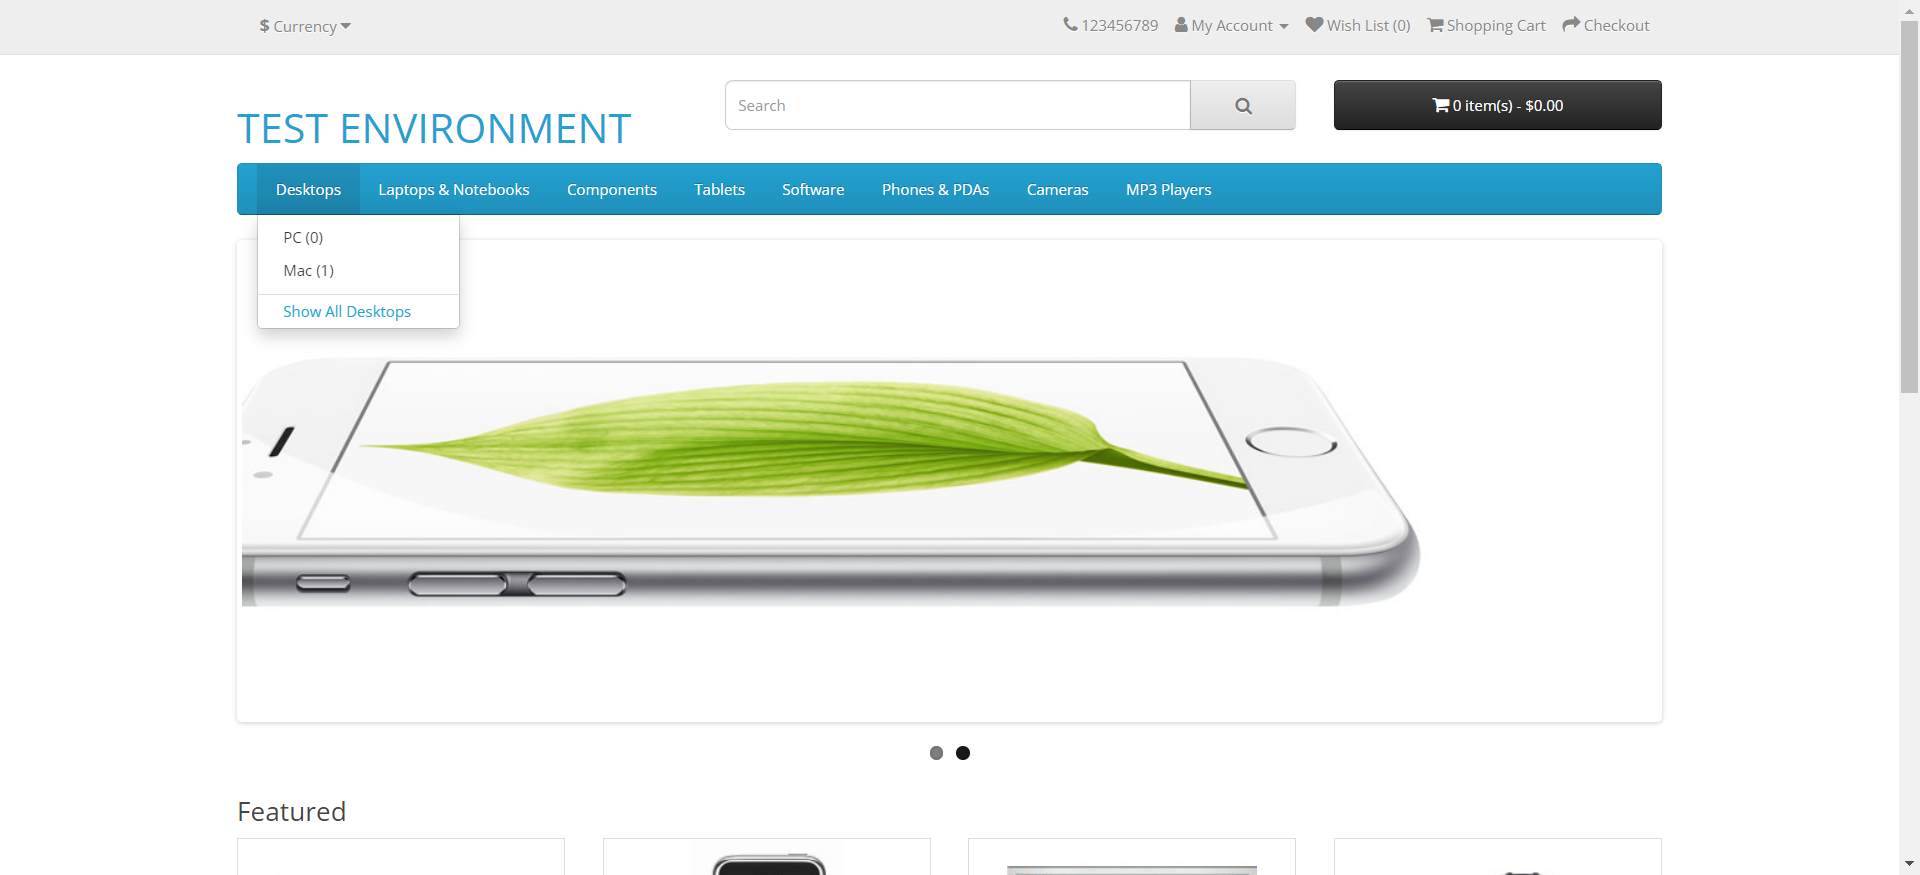 $ Currency
123456789 My Account Wish List (0) Shopping Cart Checkout
TEST ENVIRONMENT
Search
0 item(s) - $0.00
Desktops Laptops & Notebooks Components Tablets Software Phones & PDAs Cameras MP3 Players
PC (0)
Mac (1)
Show All Desktops
Featured